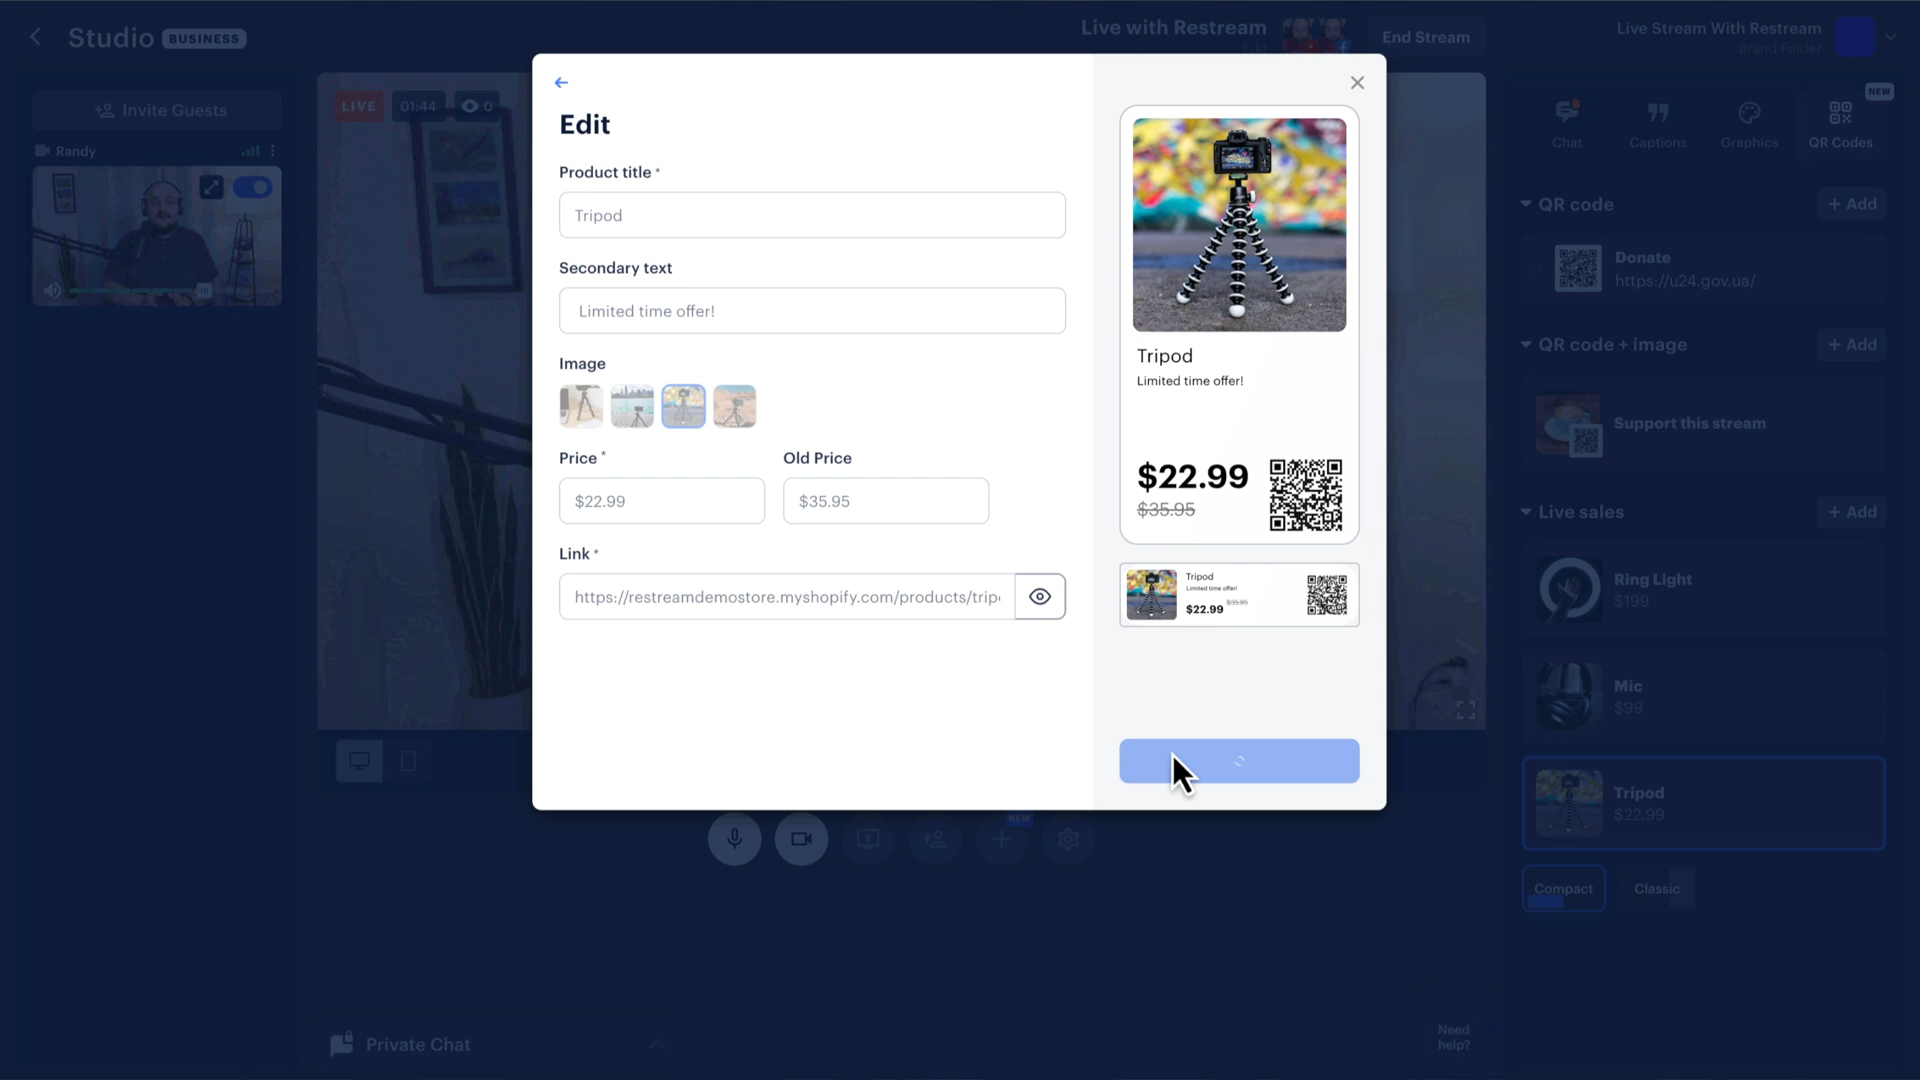 Studio BUSINESS
Live with Restream
Edit
End Stream
Live Stream With Restream
Brand Folder
Invite Guests
Randy
LIVE 01:44 0
Edit
Product title *
Tripod
Secondary text
Limited time offer!
Image
Price * Old Price
$22.99 $35.95
Link *
https://restreamdemostore.myshopify.com/products/trip
Tripod
Limited time offer!
$22.99
$35.95
Tripod
Limited time offer!
$22.99 $35.95
NEW
Chat Captions Graphics QR Codes
QR code + Add
Donate
https://u24.gov.ua/
QR code + image + Add
Support this stream
Live sales + Add
Ring Light
$199
Mic
$99
Tripod
$22.99
Compact Classic
NEW
Private Chat
Need
help?